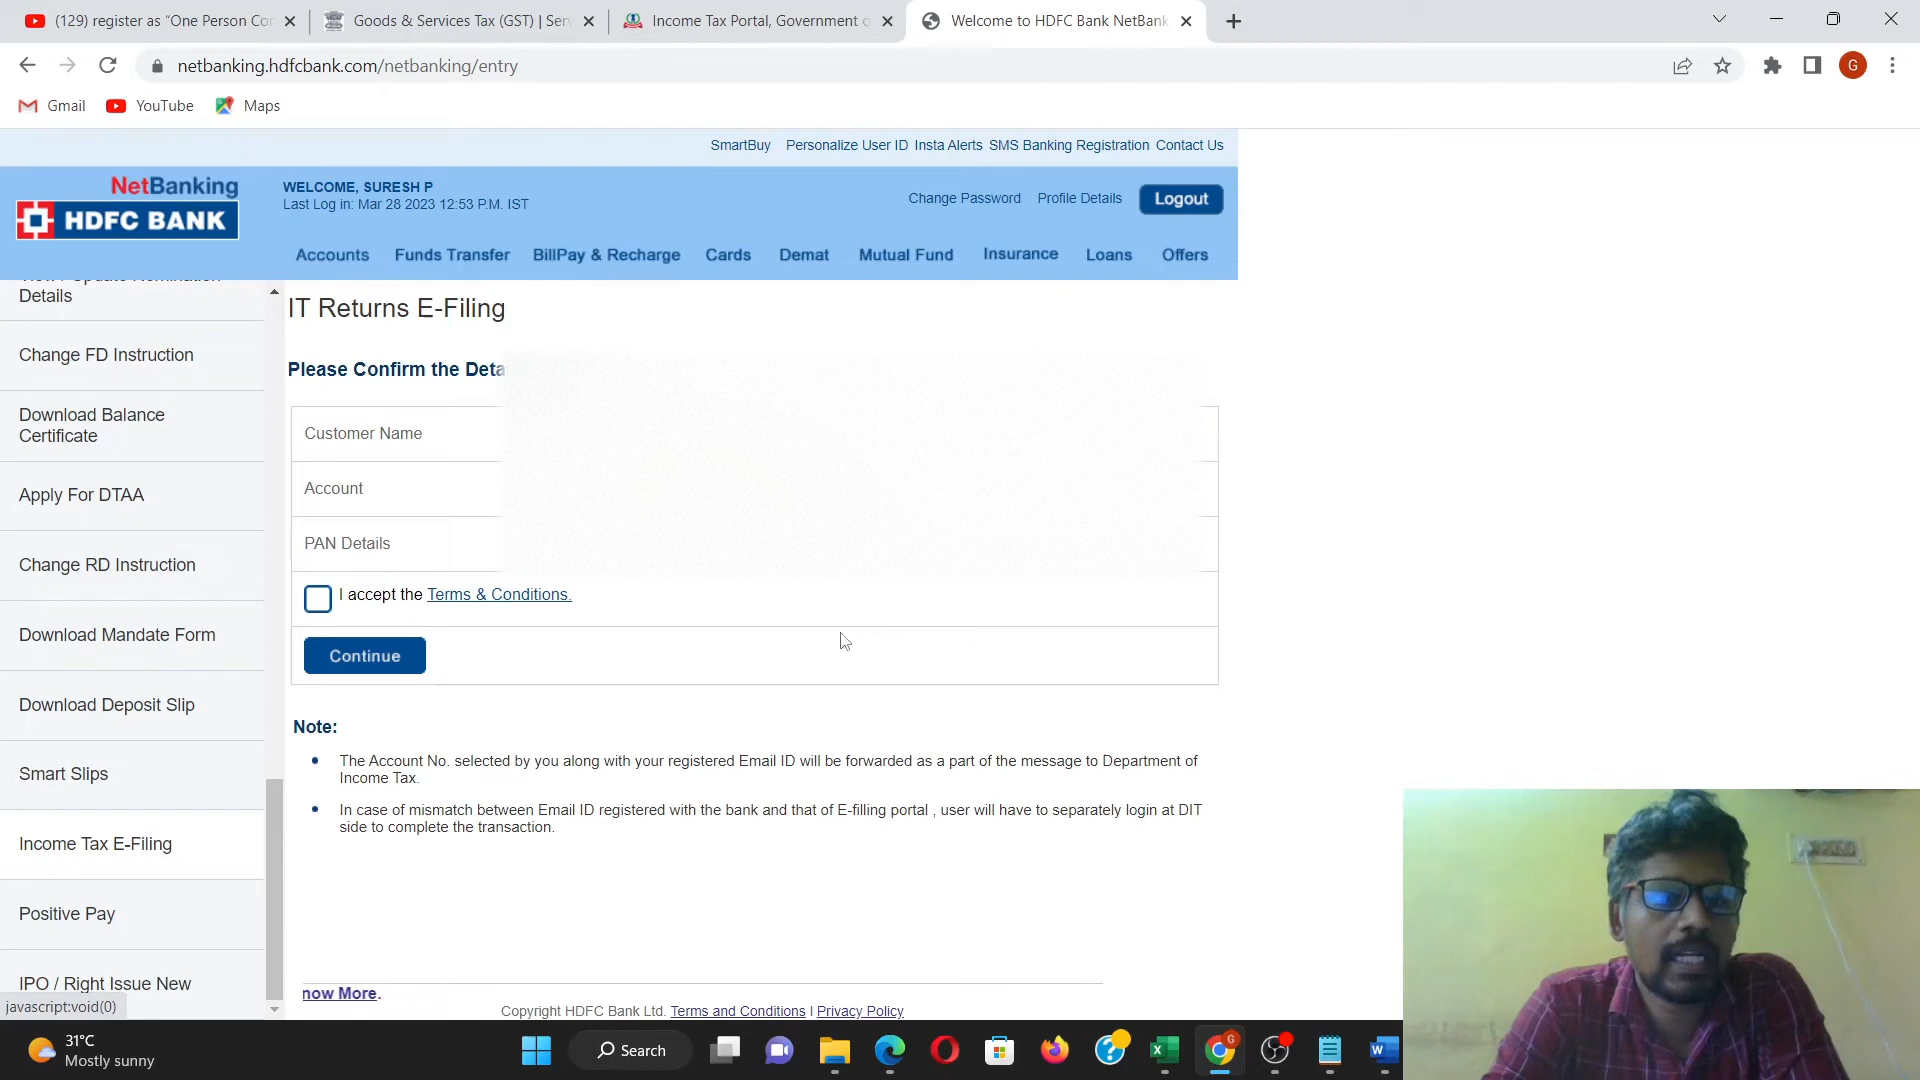 (129) register as "One Person Cor
Goods & Services Tax (GST) | Ser
Income Tax Portal, Government o
Welcome to HDFC Bank NetBank
netbanking.hdfcbank.com/netbanking/entry
G
Gmail
YouTube
Maps
SmartBuy Personalize User ID Insta Alerts SMS Banking Registration Contact Us
NetBanking
HDFC BANK
WELCOME, SURESH P
Last Log in: Mar 28 2023 12:53 P.M. IST
Change Password Profile Details Logout
Accounts Funds Transfer BillPay & Recharge Cards Demat Mutual Fund Insurance Loans Offers
Details
Change FD Instruction
Download Balance
Certificate
Apply For DTAA
Change RD Instruction
Download Mandate Form
Download Deposit Slip
Smart Slips
Income Tax E-Filing
Positive Pay
IPO / Right Issue New
javascript:void(0)
IT Returns E-Filing
Please Confirm the Deta
Customer Name
Account
PAN Details
I accept the Terms & Conditions.
Continue
Note:
The Account No. selected by you along with your registered Email ID will be forwarded as a part of the message to Department of
Income Tax.
In case of mismatch between Email ID registered with the bank and that of E-filling portal , user will have to separately login at DIT
side to complete the transaction.
now More.
Copyright HDFC Bank Ltd. Terms and Conditions | Privacy Policy
31°C
Mostly sunny
Search